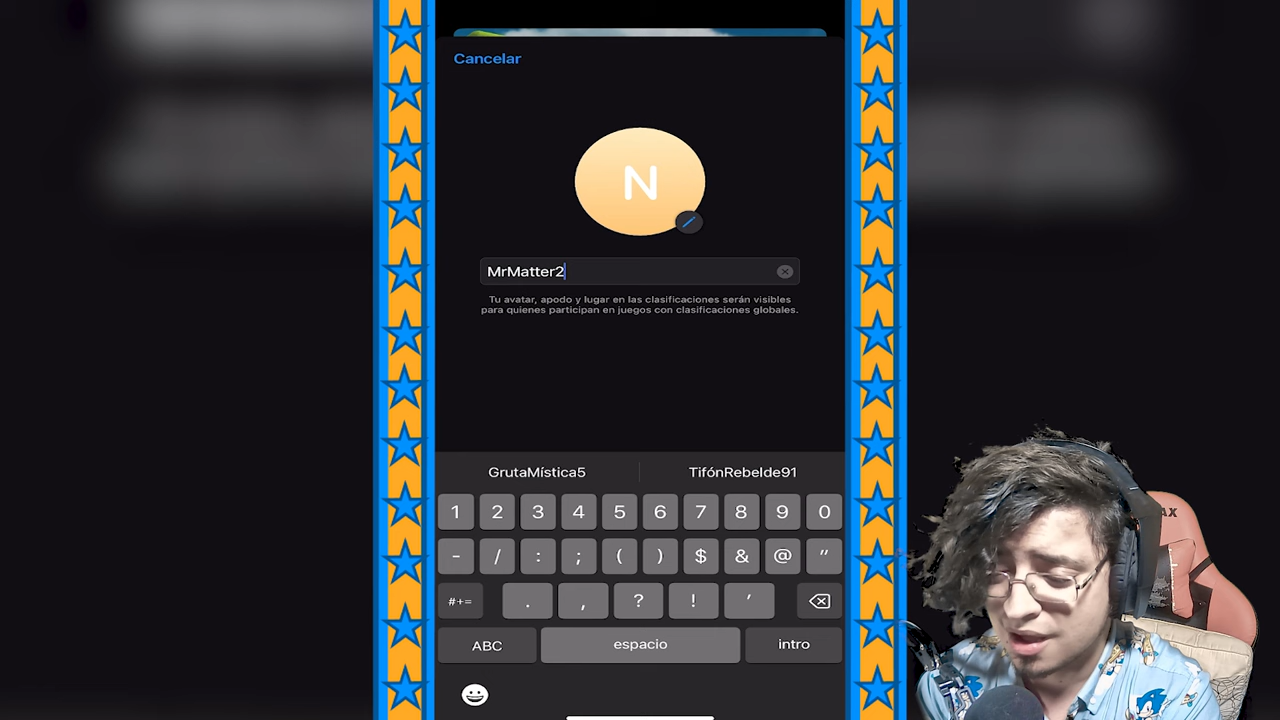 Cancelar
N
MrMatter2
Tu avatar, apodo y lugar en las clasificaciones serán visibles
para quienes participan en juegos con clasificaciones globales.
GrutaMística5 TifónRebelde91
1 2 3 4 5 6 7 8 9 0
- / : ; ( ) $ & @ "
#+= . , ? ! '
ABC espacio intro
AX